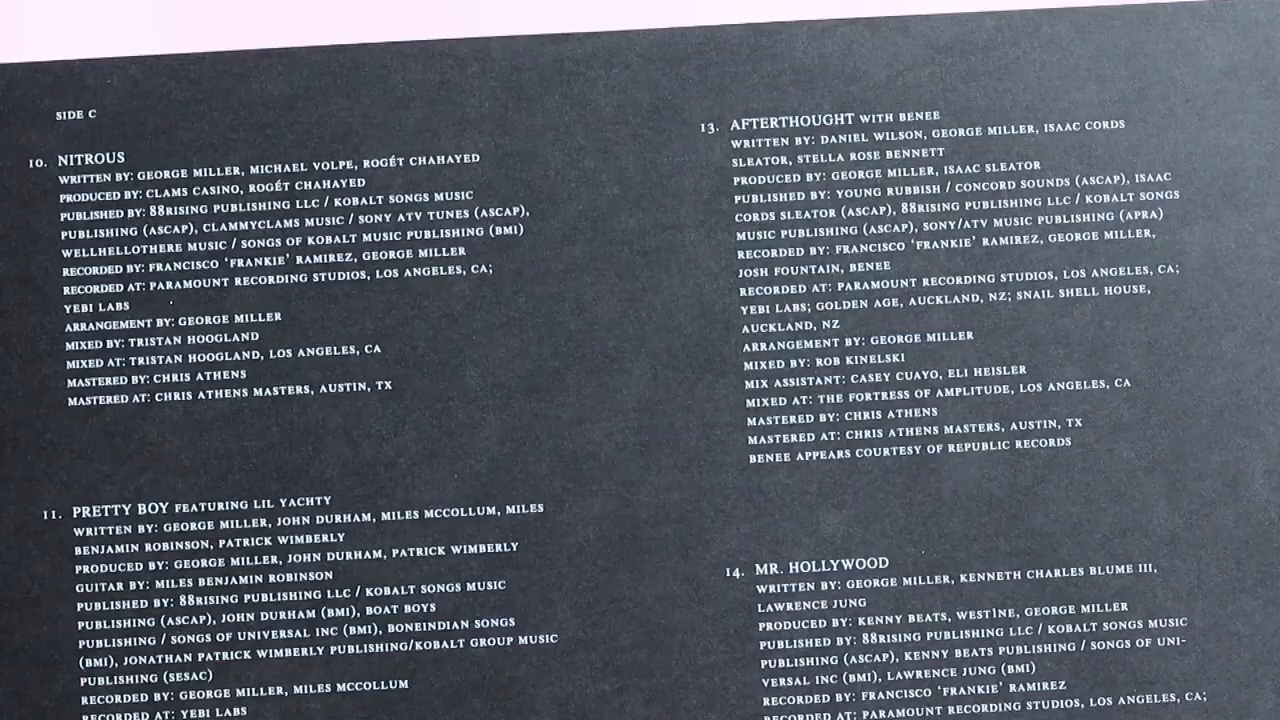 SIDE C
10. NITROUS
WRITTEN BY: GEORGE MILLER, MICHAEL VOLPE, ROGÉT CHAHAYED
PRODUCED BY: CLAMS CASINO, ROGÉT CHAHAYED
PUBLISHED BY: 88RISING PUBLISHING LLC / KOBALT SONGS MUSIC
PUBLISHING (ASCAP), CLAMMYCLAMS MUSIC / SONY ATV TUNES (ASCAP),
WELLHELLOTHERE MUSIC / SONGS OF KOBALT MUSIC PUBLISHING (BMI)
RECORDED BY: FRANCISCO ‘FRANKIE’ RAMIREZ, GEORGE MILLER
RECORDED AT: PARAMOUNT RECORDING STUDIOS, LOS ANGELES, CA;
YEBI LABS
ARRANGEMENT BY: GEORGE MILLER
MIXED BY: TRISTAN HOOGLAND
MIXED AT: TRISTAN HOOGLAND, LOS ANGELES, CA
MASTERED BY: CHRIS ATHENS
MASTERED AT: CHRIS ATHENS MASTERS, AUSTIN, TX
11. PRETTY BOY FEATURING LIL YACHTY
WRITTEN BY: GEORGE MILLER, JOHN DURHAM, MILES MCCOLLUM, MILES
BENJAMIN ROBINSON, PATRICK WIMBERLY
PRODUCED BY: GEORGE MILLER, JOHN DURHAM, PATRICK WIMBERLY
GUITAR BY: MILES BENJAMIN ROBINSON
PUBLISHED BY: 88RISING PUBLISHING LLC / KOBALT SONGS MUSIC
PUBLISHING (ASCAP), JOHN DURHAM (BMI), BOAT BOYS
PUBLISHING / SONGS OF UNIVERSAL INC (BMI), BONEINDIAN SONGS
(BMI), JONATHAN PATRICK WIMBERLY PUBLISHING/KOBALT GROUP MUSIC
PUBLISHING (SESAC)
RECORDED BY: GEORGE MILLER, MILES MCCOLLUM
RECORDED AT: YEBI LABS
13. AFTERTHOUGHT WITH BENEE
WRITTEN BY: DANIEL WILSON, GEORGE MILLER, ISAAC CORDS
SLEATOR, STELLA ROSE BENNETT
PRODUCED BY: GEORGE MILLER, ISAAC SLEATOR
PUBLISHED BY: YOUNG RUBBISH / CONCORD SOUNDS (ASCAP), ISAAC
CORDS SLEATOR (ASCAP), 88RISING PUBLISHING LLC / KOBALT SONGS
MUSIC PUBLISHING (ASCAP), SONY/ATV MUSIC PUBLISHING (APRA)
RECORDED BY: FRANCISCO ‘FRANKIE’ RAMIREZ, GEORGE MILLER,
JOSH FOUNTAIN, BENEE
RECORDED AT: PARAMOUNT RECORDING STUDIOS, LOS ANGELES, CA;
YEBI LABS; GOLDEN AGE, AUCKLAND, NZ; SNAIL SHELL HOUSE,
AUCKLAND, NZ
ARRANGEMENT BY: GEORGE MILLER
MIXED BY: ROB KINELSKI
MIX ASSISTANT: CASEY CUAYO, ELI HEISLER
MIXED AT: THE FORTRESS OF AMPLITUDE, LOS ANGELES, CA
MASTERED BY: CHRIS ATHENS
MASTERED AT: CHRIS ATHENS MASTERS, AUSTIN, TX
BENEE APPEARS COURTESY OF REPUBLIC RECORDS
14. MR. HOLLYWOOD
WRITTEN BY: GEORGE MILLER, KENNETH CHARLES BLUME III,
LAWRENCE JUNG
PRODUCED BY: KENNY BEATS, WEST1NE, GEORGE MILLER
PUBLISHED BY: 88RISING PUBLISHING LLC / KOBALT SONGS MUSIC
PUBLISHING (ASCAP), KENNY BEATS PUBLISHING / SONGS OF UNI-
VERSAL INC (BMI), LAWRENCE JUNG (BMI)
RECORDED BY: FRANCISCO ‘FRANKIE’ RAMIREZ
RECORDED AT: PARAMOUNT RECORDING STUDIOS, LOS ANGELES, CA;